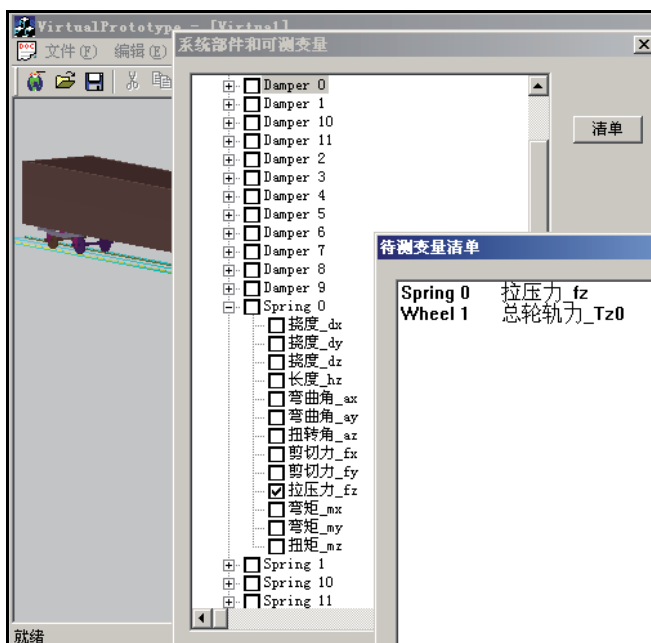 VirtualPrototype - [Virtual]
DOC 文件(F) 编辑(E)
系统部件和可测变量
Damper 0
Damper 1
Damper 10
Damper 11
Damper 2
Damper 3
Damper 4
Damper 5
Damper 6
Damper 7
Damper 8
Damper 9
Spring 0
挠度_dx
挠度_dy
挠度_dz
长度_hz
弯曲角_ax
弯曲角_ay
扭转角_az
剪切力_fx
剪切力_fy
拉压力_fz
弯矩_mx
弯矩_my
扭矩_mz
Spring 1
Spring 10
Spring 11
清单
待测变量清单
Spring 0 拉压力_fz
Wheel 1 总轮轨力_Tz0
就绪